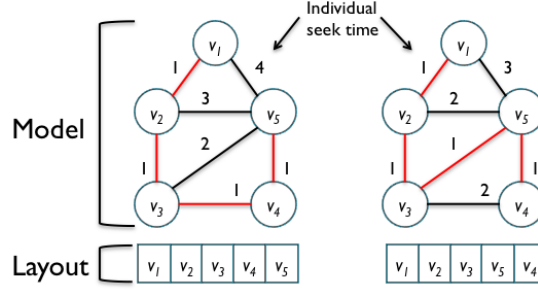 Individual
seek time
v1
1
4
v2
3
v5
2
1
1
1
v3
v4
v1
1
3
v2
2
v5
1
1
1
2
v3
v4
Model
Layout
v1 v2 v3 v4 v5
v1 v2 v3 v5 v4